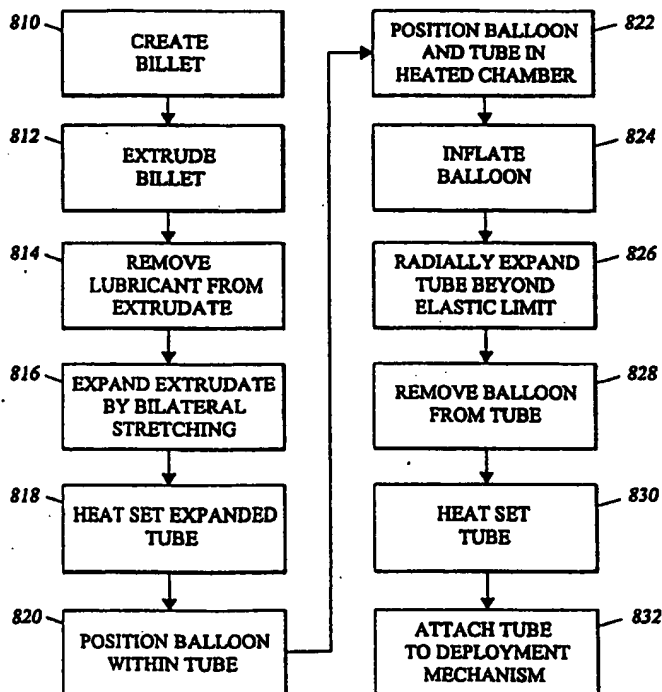 810
CREATE
BILLET
812
EXTRUDE
BILLET
814
REMOVE
LUBRICANT FROM
EXTRUDATE
816
EXPAND EXTRUDATE
BY BILATERAL
STRETCHING
818
HEAT SET EXPANDED
TUBE
820
POSITION BALLOON
WITHIN TUBE
822
POSITION BALLOON
AND TUBE IN
HEATED CHAMBER
824
INFLATE
BALLOON
826
RADIALLY EXPAND
TUBE BEYOND
ELASTIC LIMIT
828
REMOVE BALLOON
FROM TUBE
830
HEAT SET
TUBE
832
ATTACH TUBE
TO DEPLOYMENT
MECHANISM